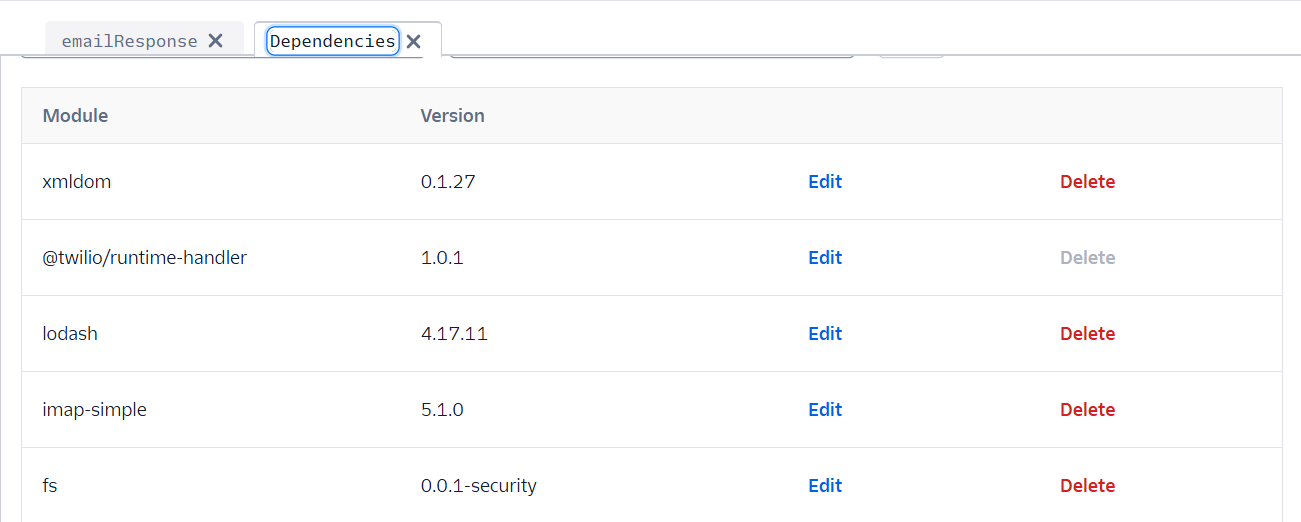 emailResponse Dependencies
Module Version
xmldom 0.1.27 Edit Delete
@twilio/runtime-handler 1.0.1 Edit Delete
lodash 4.17.11 Edit Delete
imap-simple 5.1.0 Edit Delete
fs 0.0.1-security Edit Delete